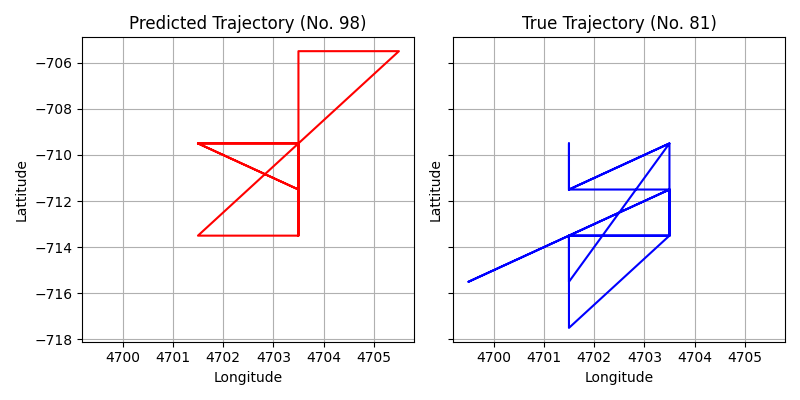 Predicted Trajectory (No. 98)
True Trajectory (No. 81)
Lattitude
−706
−708
−710
−712
−714
−716
−718
4700 4701 4702 4703 4704 4705
Longitude
Lattitude
4700 4701 4702 4703 4704 4705
Longitude